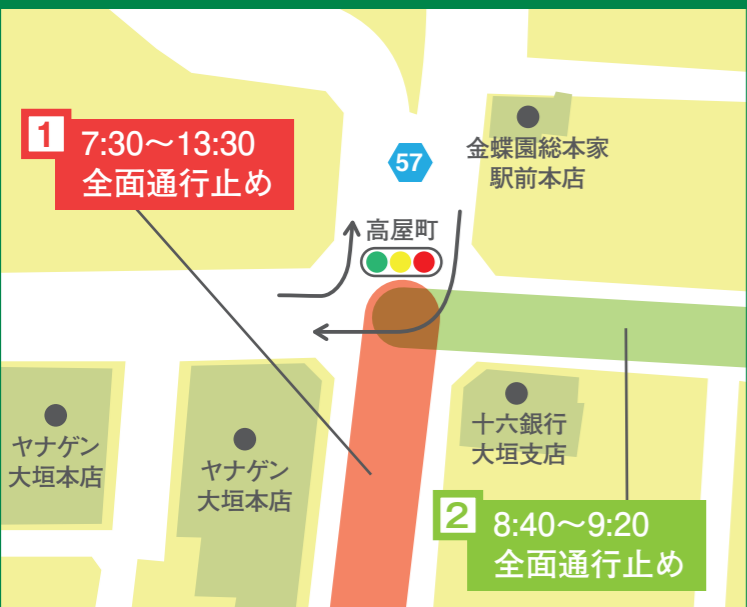 1
7:30～13:30
全面通行止め
57
金蝶園総本家
駅前本店
高屋町
ヤナゲン
大垣本店
ヤナゲン
大垣本店
十六銀行
大垣支店
2
8:40～9:20
全面通行止め